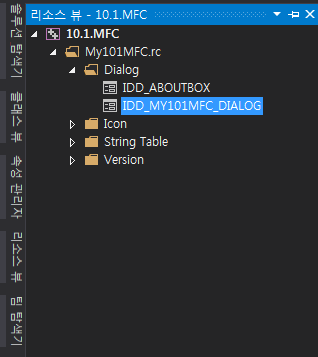 리소스 뷰 - 10.1.MFC
10.1.MFC
My101MFC.rc
Dialog
IDD_ABOUTBOX
IDD_MY101MFC_DIALOG
Icon
String Table
Version
솔루션 탐색기
클래스 뷰
속성 관리자
리소스 뷰
팀 탐색기